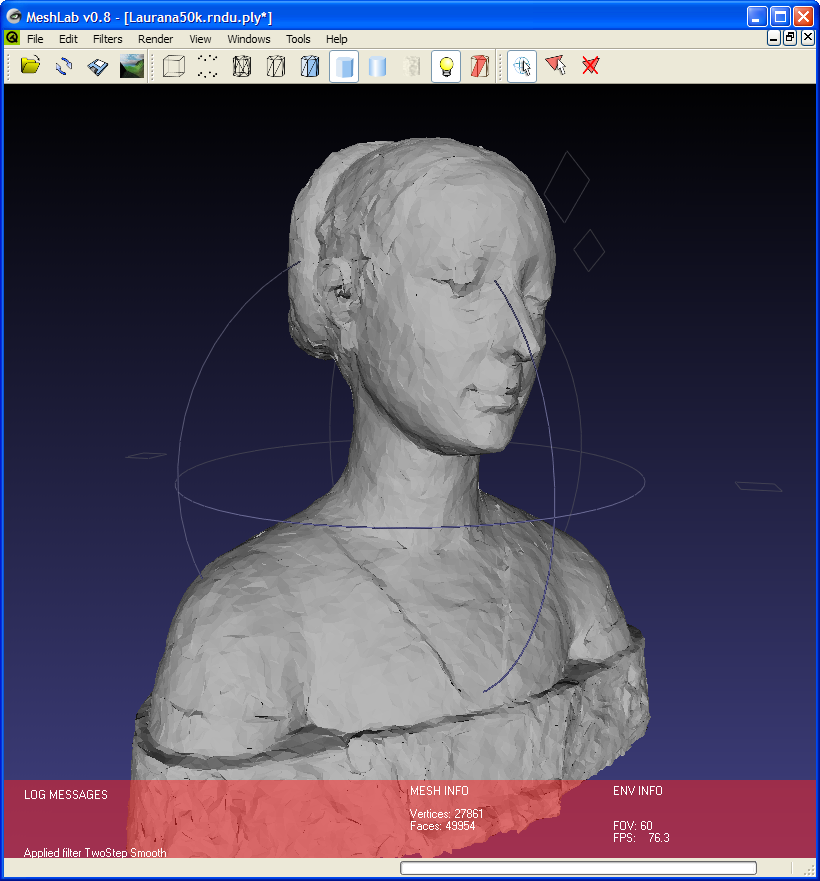 MeshLab v0.8 - [Laurana50k.rndu.ply*]
File Edit Filters Render View Windows Tools Help
LOG MESSAGES
Applied filter TwoStep Smooth
MESH INFO
Vertices: 27861
Faces: 49954
ENV INFO
FOV: 60
FPS: 76.3